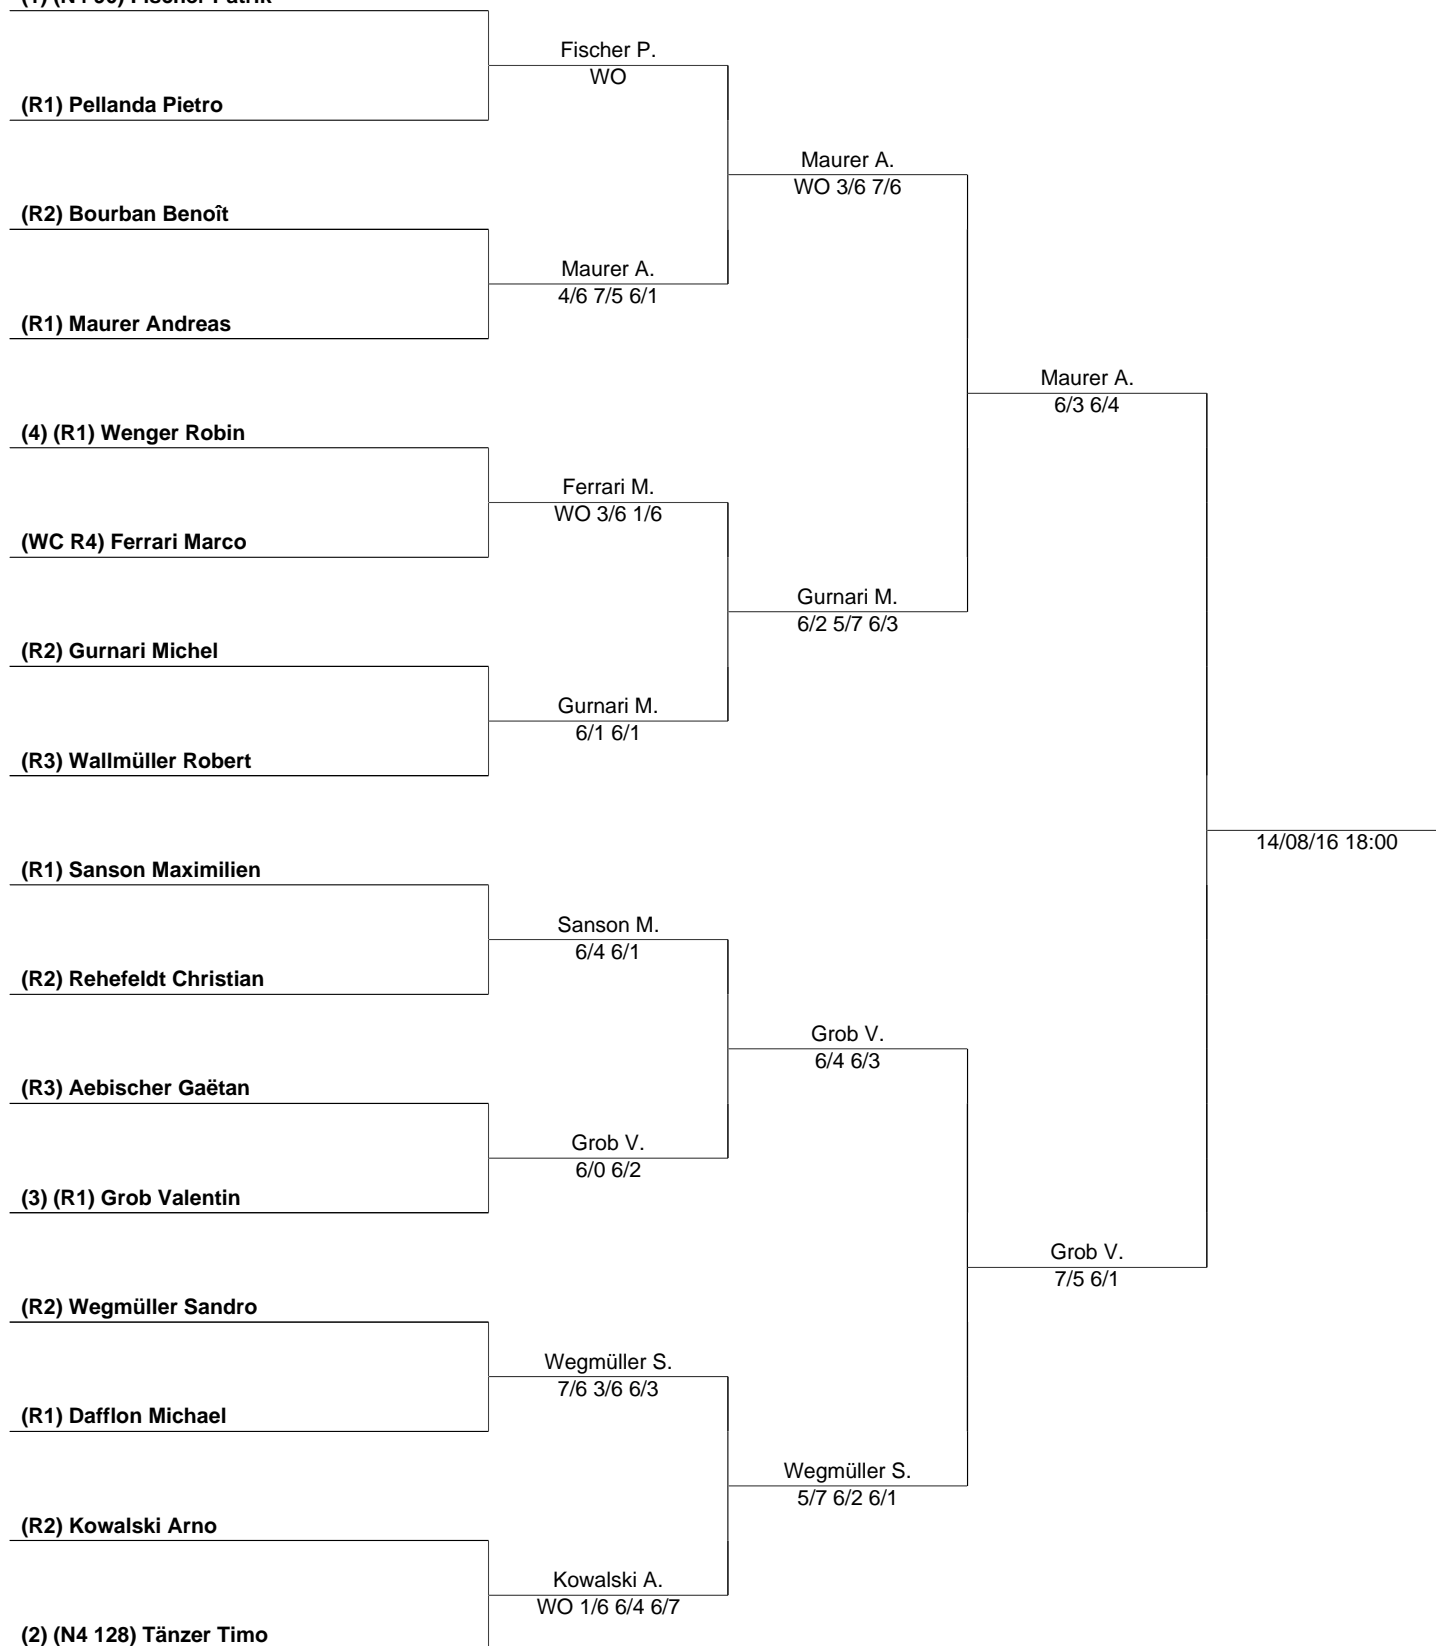 Fischer P.
WO
(R1) Pellanda Pietro
Maurer A.
WO 3/6 7/6
(R2) Bourban Benoît
Maurer A.
4/6 7/5 6/1
(R1) Maurer Andreas
Maurer A.
6/3 6/4
(4) (R1) Wenger Robin
Ferrari M.
WO 3/6 1/6
(WC R4) Ferrari Marco
Gurnari M.
6/2 5/7 6/3
(R2) Gurnari Michel
Gurnari M.
6/1 6/1
(R3) Wallmüller Robert
14/08/16 18:00
(R1) Sanson Maximilien
Sanson M.
6/4 6/1
(R2) Rehefeldt Christian
Grob V.
6/4 6/3
(R3) Aebischer Gaëtan
Grob V.
6/0 6/2
(3) (R1) Grob Valentin
Grob V.
7/5 6/1
(R2) Wegmüller Sandro
Wegmüller S.
7/6 3/6 6/3
(R1) Dafflon Michael
Wegmüller S.
5/7 6/2 6/1
(R2) Kowalski Arno
Kowalski A.
WO 1/6 6/4 6/7
(2) (N4 128) Tänzer Timo